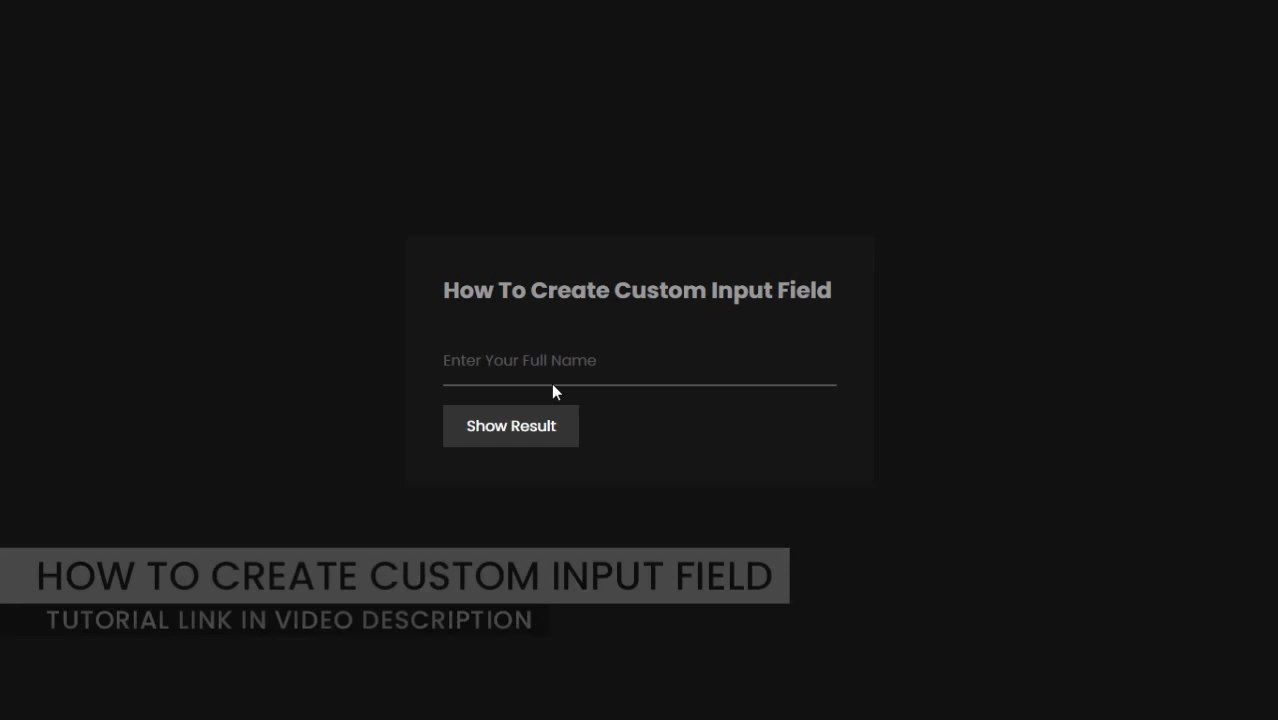 How To Create Custom Input Field
Enter Your Full Name
Show Result
HOW TO CREATE CUSTOM INPUT FIELD
TUTORIAL LINK IN VIDEO DESCRIPTION